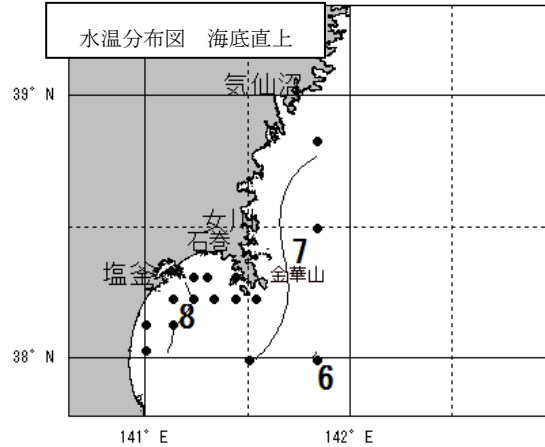 水温分布図 海底直上
気仙沼
39° N
女川
石巻
7
塩釜
金華山
8
38° N
6
141° E
142° E